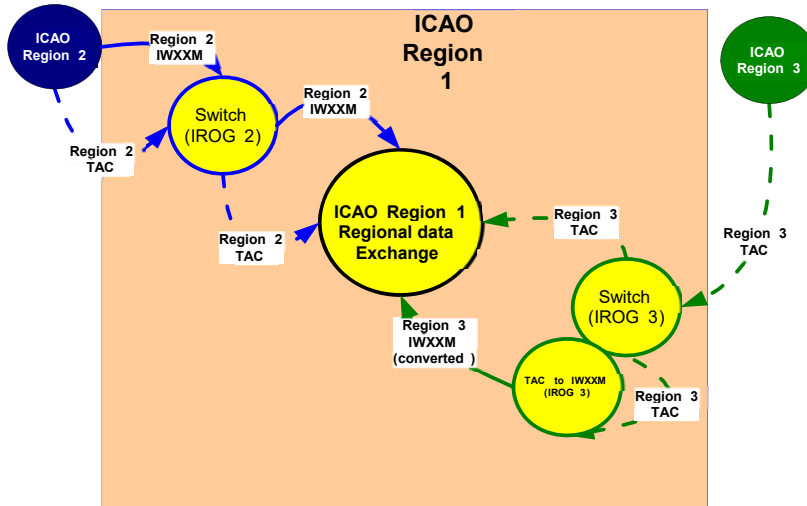 ICAO
Region 1
ICAO
Region 2
Region 2
IWXXM
Region 2
TAC
Switch
(IROG 2)
Region 2
IWXXM
Region 2
TAC
ICAO Region 1
Regional data
Exchange
ICAO
Region 3
Region 3
TAC
Region 3
TAC
Switch
(IROG 3)
Region 3
IWXXM
(converted )
TAC to IWXXM
(IROG 3)
Region 3
TAC